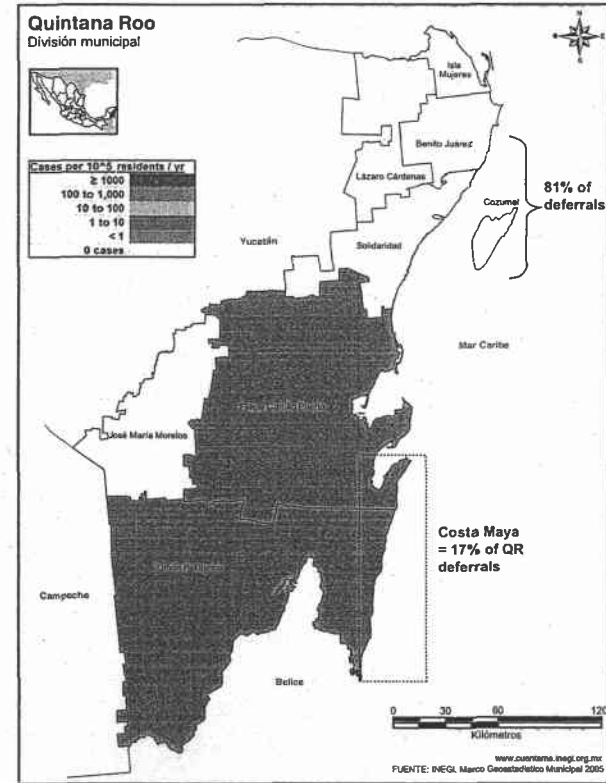 Quintana Roo
División municipal
N
E
S
Isla
Mujeres
Benito Juárez
Cases per 10^5 residents / yr
≥ 1000
100 to 1,000
10 to 100
1 to 10
< 1
0 cases
Lázaro Cárdenas
81% of
deferrals
Cozumel
Yucatán
Solidaridad
Mar Caribe
José María Morelos
Costa Maya
= 17% of QR
deferrals
Campeche
Belice
0 30 60 120
Kilómetros
www.cuentame.inegi.org.mx
FUENTE: INEGI. Marco Geoestadístico Municipal 2005